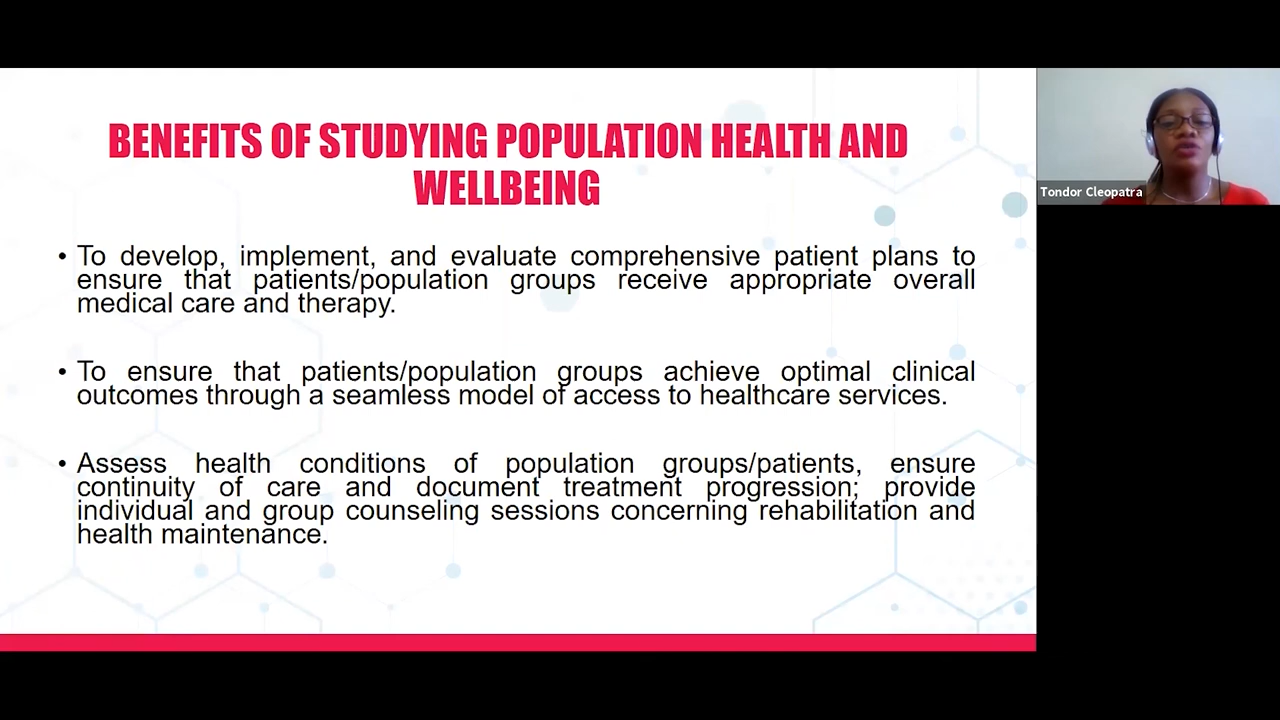 BENEFITS OF STUDYING POPULATION HEALTH AND
WELLBEING
• To develop, implement, and evaluate comprehensive patient plans to
ensure that patients/population groups receive appropriate overall
medical care and therapy.
• To ensure that patients/population groups achieve optimal clinical
outcomes through a seamless model of access to healthcare services.
• Assess health conditions of population groups/patients, ensure
continuity of care and document treatment progression; provide
individual and group counseling sessions concerning rehabilitation and
health maintenance.
Tondor Cleopatra